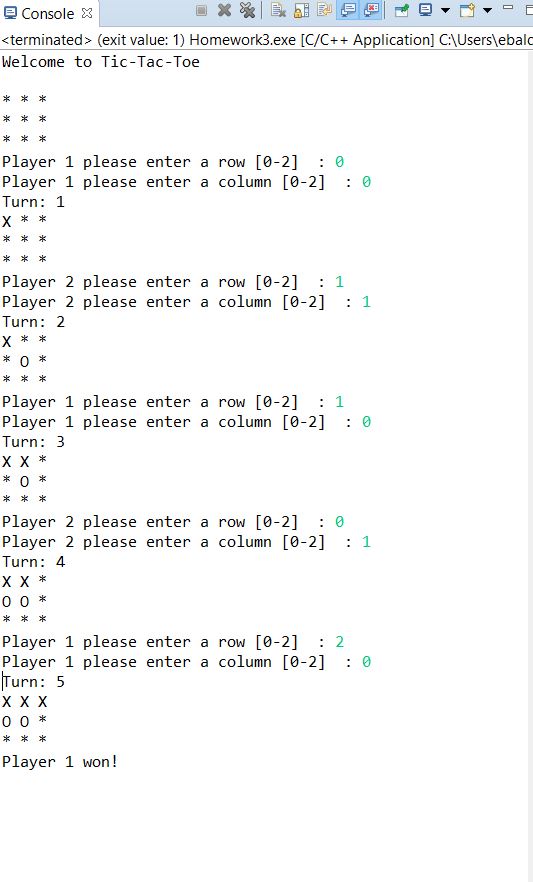 Console
<terminated> (exit value: 1) Homework3.exe [C/C++ Application] C:\Users\ebalc
Welcome to Tic-Tac-Toe
* * *
* * *
* * *
Player 1 please enter a row [0-2]  : 0
Player 1 please enter a column [0-2]  : 0
Turn: 1
X * *
* * *
* * *
Player 2 please enter a row [0-2]  : 1
Player 2 please enter a column [0-2]  : 1
Turn: 2
X * *
* O *
* * *
Player 1 please enter a row [0-2]  : 1
Player 1 please enter a column [0-2]  : 0
Turn: 3
X X *
* O *
* * *
Player 2 please enter a row [0-2]  : 0
Player 2 please enter a column [0-2]  : 1
Turn: 4
X X *
O O *
* * *
Player 1 please enter a row [0-2]  : 2
Player 1 please enter a column [0-2]  : 0
Turn: 5
X X X
O O *
* * *
Player 1 won!